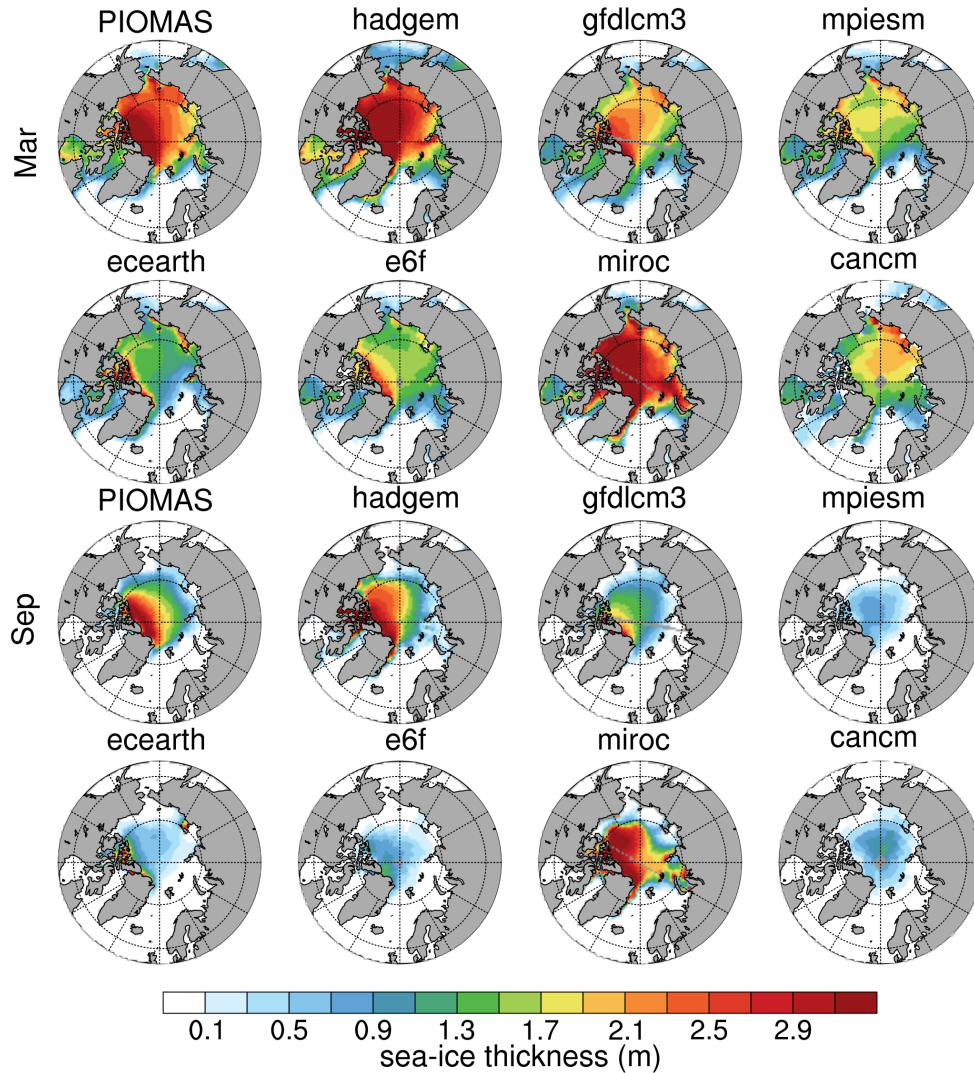 PIOMAS hadgem gfdlcm3 mpiesm
Mar
ecearth e6f miroc cancm
PIOMAS hadgem gfdlcm3 mpiesm
Sep
ecearth e6f miroc cancm
0.1 0.5 0.9 1.3 1.7 2.1 2.5 2.9
sea-ice thickness (m)